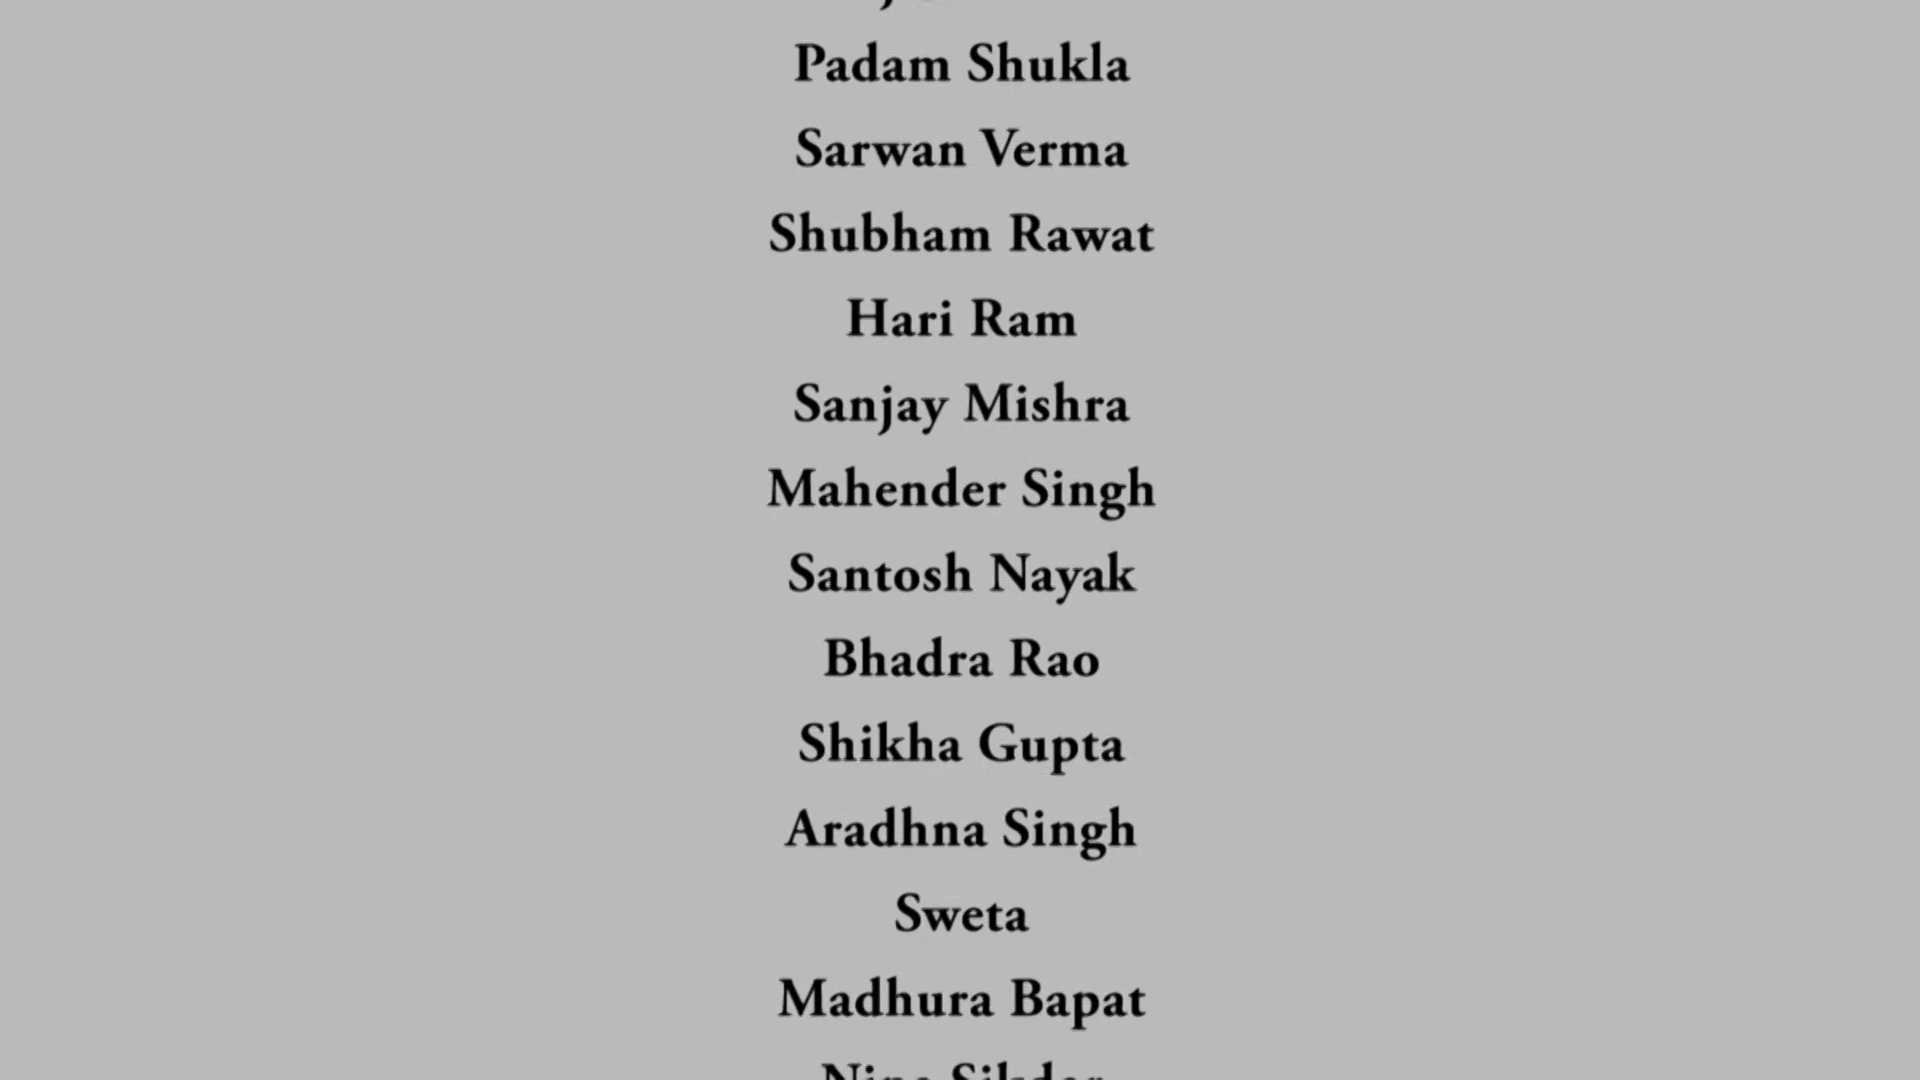 Padam Shukla
Sarwan Verma
Shubham Rawat
Hari Ram
Sanjay Mishra
Mahender Singh
Santosh Nayak
Bhadra Rao
Shikha Gupta
Aradhna Singh
Sweta
Madhura Bapat